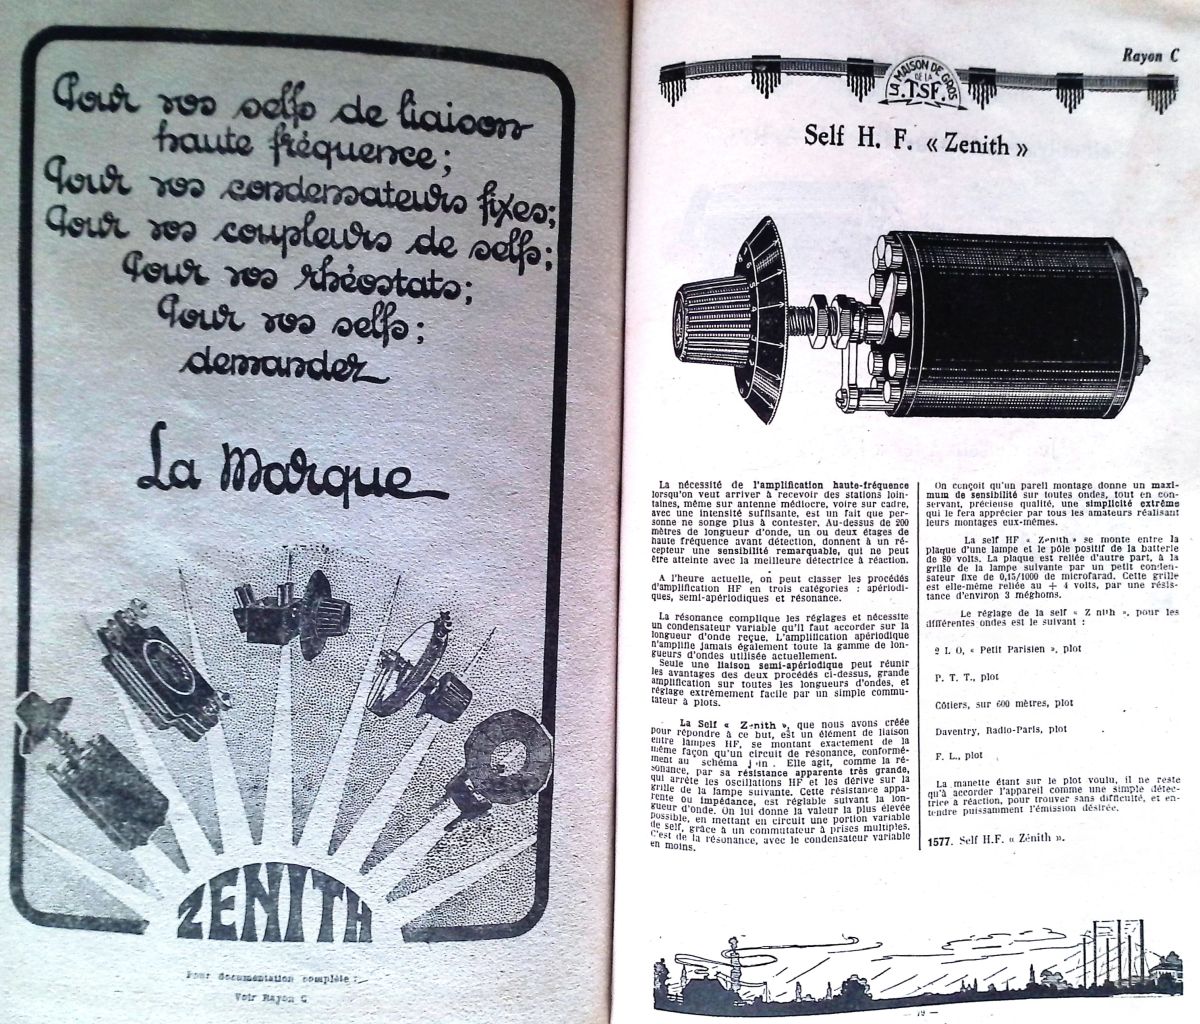 Pour vos selfs de liaison
haute fréquence;
Pour vos condensateurs fixes;
Pour vos coupleurs de selfs;
Pour vos rhéostats;
Pour vos selfs;
demandez
La Marque
ZENITH
Pour documentation complète:
Voir Rayon C
Rayon C
LA MAISON DE GROS
DE LA
T.S.F.
Self H. F. « Zenith »
La nécessité de l'amplification haute-fréquence
lorsqu'on veut arriver à recevoir des stations loin-
taines, même sur antenne médiocre, voire sur cadre,
avec une intensité suffisante, est un fait que per-
sonne ne songe plus à contester. Au-dessus de 200
mètres de longueur d'onde, un ou deux étages de
haute fréquence avant détection, donnent à un ré-
cepteur une sensibilité remarquable, qui ne peut
être atteinte avec la meilleure détectrice à réaction.
A l'heure actuelle, on peut classer les procédés
d'amplification HF en trois catégories : apériodi-
ques, semi-apériodiques et résonance.
La résonance complique les réglages et nécessite
un condensateur variable qu'il faut accorder sur la
longueur d'onde reçue. L'amplification apériodique
n'amplifie jamais également toute la gamme de lon-
gueurs d'ondes utilisée actuellement.
Seule une liaison semi-apériodique peut réunir
les avantages des deux procédés ci-dessus, grande
amplification sur toutes les longueurs d'ondes, et
réglage extrêmement facile par un simple commu-
tateur à plots.
La Self « Zenith », que nous avons créée
pour répondre à ce but, est un élément de liaison
entre lampes HF, se montant exactement de la
même façon qu'un circuit de résonance, conformé-
ment au schéma . Elle agit, comme la ré-
sonance, par sa résistance apparente très grande,
qui arrête les oscillations HF et les dérive sur la
grille de la lampe suivante. Cette résistance appa-
rente ou impédance, est réglable suivant la lon-
gueur d'onde. On lui donne la valeur la plus élevée
possible, en mettant en circuit une portion variable
de self, grâce à un commutateur à prises multiples.
C'est de la résonance, avec le condensateur variable
en moins.
On conçoit qu'un pareil montage donne un maxi-
mum de sensibilité sur toutes ondes, tout en con-
servant, précieuse qualité, une simplicité extrême
qui le fera apprécier par tous les amateurs réalisant
leurs montages eux-mêmes.
La self HF « Zenith » se monte entre la
plaque d'une lampe et le pôle positif de la batterie
de 80 volts. La plaque est reliée d'autre part, à la
grille de la lampe suivante par un petit conden-
sateur fixe de 0,15/1000 de microfarad. Cette grille
est elle-même reliée au + 4 volts, par une résis-
tance d'environ 3 méghoms.
Le réglage de la self « Z nith », pour les
différentes ondes est le suivant :
2 L O, « Petit Parisien », plot
P. T. T., plot
Côtiers, sur 600 mètres, plot
Daventry, Radio-Paris, plot
F. L., plot
La manette étant sur le plot voulu, il ne reste
qu'à accorder l'appareil comme une simple détec-
trice à réaction, pour trouver sans difficulté, et en-
tendre puissamment l'émission désirée.
1577. Self H.F. « Zénith ».
— 79 —